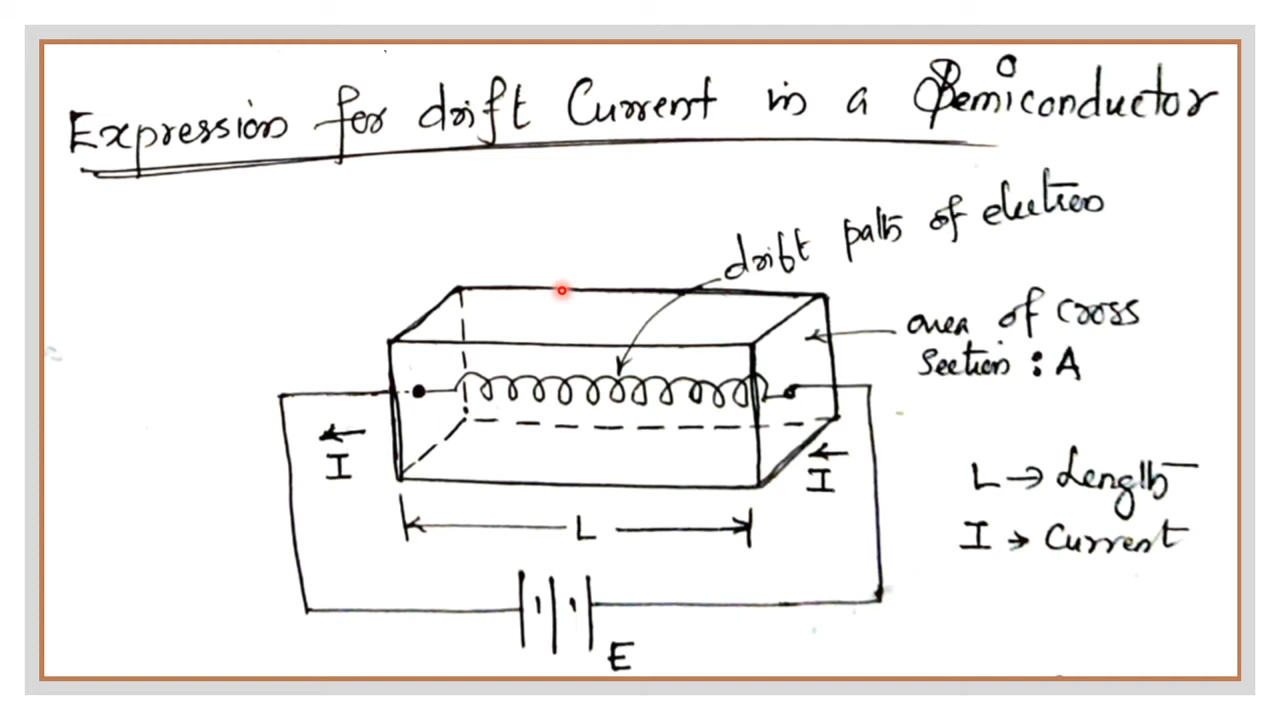 Expression for drift Current in a Semiconductor
drift path of electron
area of cross
Section : A
I
I
L → Length
I → Current
L
E